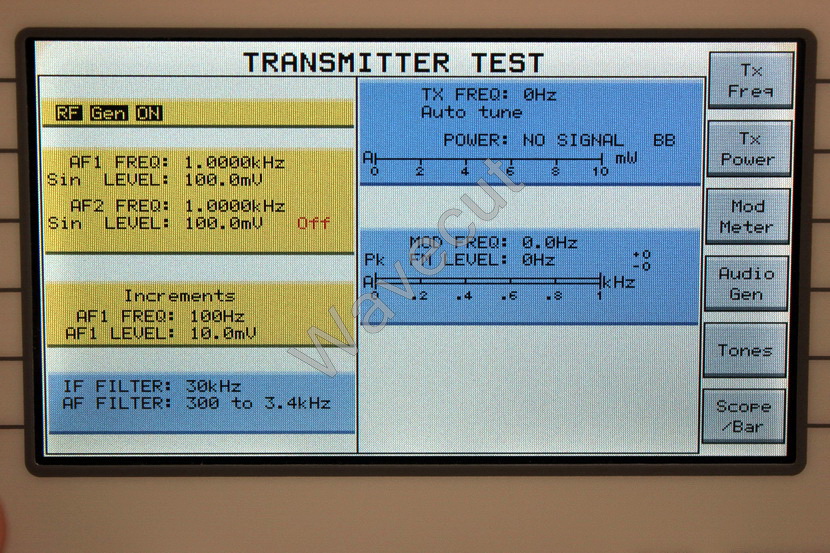 TRANSMITTER TEST
RF Gen ON
AF1 FREQ: 1.0000kHz
Sin LEVEL: 100.0mV
AF2 FREQ: 1.0000kHz
Sin LEVEL: 100.0mV Off
Increments
AF1 FREQ: 100Hz
AF1 LEVEL: 10.0mV
IF FILTER: 30kHz
AF FILTER: 300 to 3.4kHz
TX FREQ: 0Hz
Auto tune
POWER: NO SIGNAL BB
A mW
0 2 4 6 8 10
MOD FREQ: 0.0Hz
Pk FM LEVEL: 0Hz +0
-0
A kHz
0 .2 .4 .6 .8 1
Tx
Freq
Tx
Power
Mod
Meter
Audio
Gen
Tones
Scope
/Bar
Wavecut